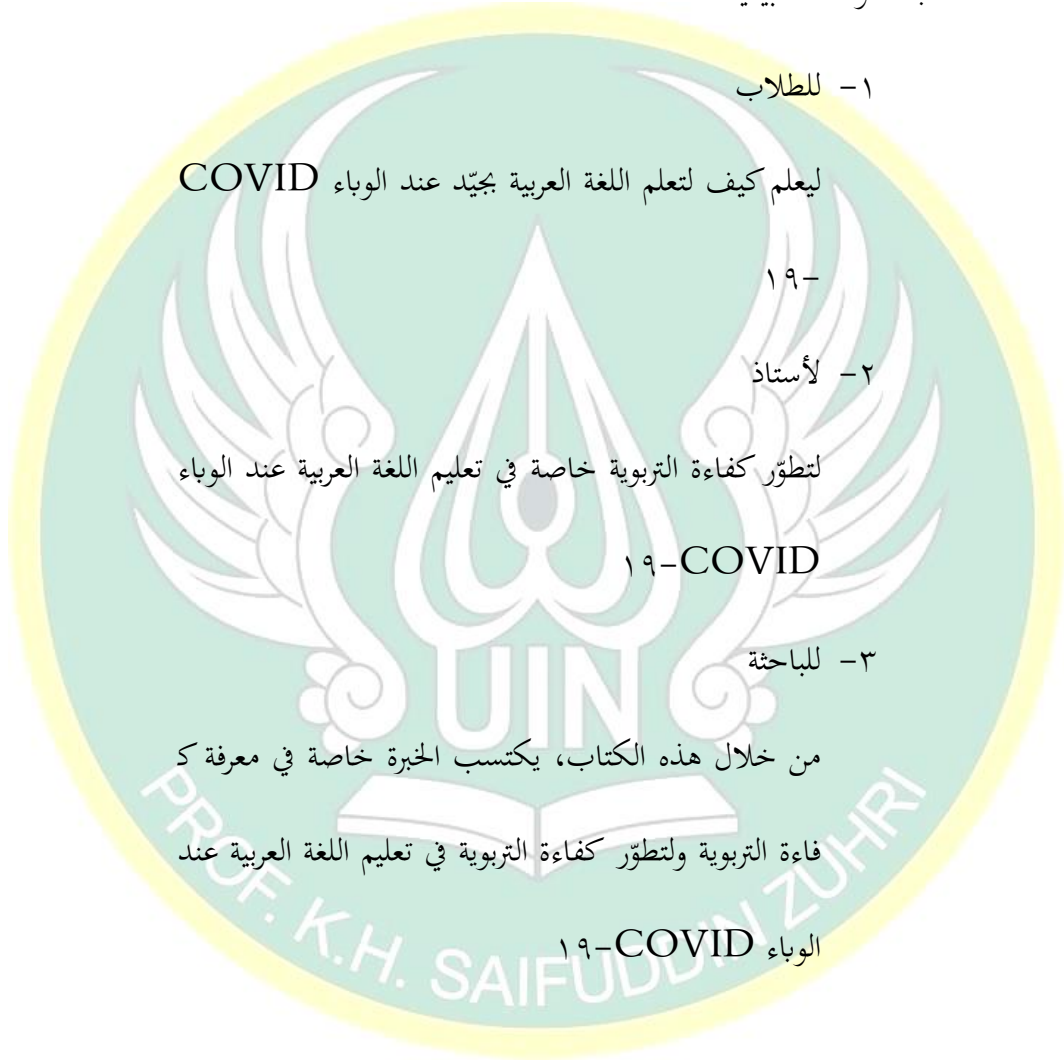 ١- للطلاب
ليعلم كيف لتعلم اللغة العربية بجيّد عند الوباء COVID
-١٩
٢- لأستاذ
لتطوّر كفاءة التربوية خاصة في تعليم اللغة العربية عند الوباء
COVID-١٩
٣- للباحثة
من خلال هذه الكتاب، يكتسب الخبرة خاصة في معرفة ك
فاءة التربوية ولتطوّر كفاءة التربوية في تعليم اللغة العربية عند
الوباء COVID-١٩
UIN
PROF. K.H. SAIFUDDIN ZUHRI